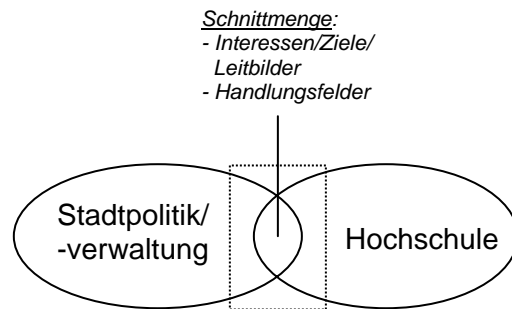 Schnittmenge:
- Interessen/Ziele/
Leitbilder
- Handlungsfelder
Stadtpolitik/
-verwaltung
Hochschule